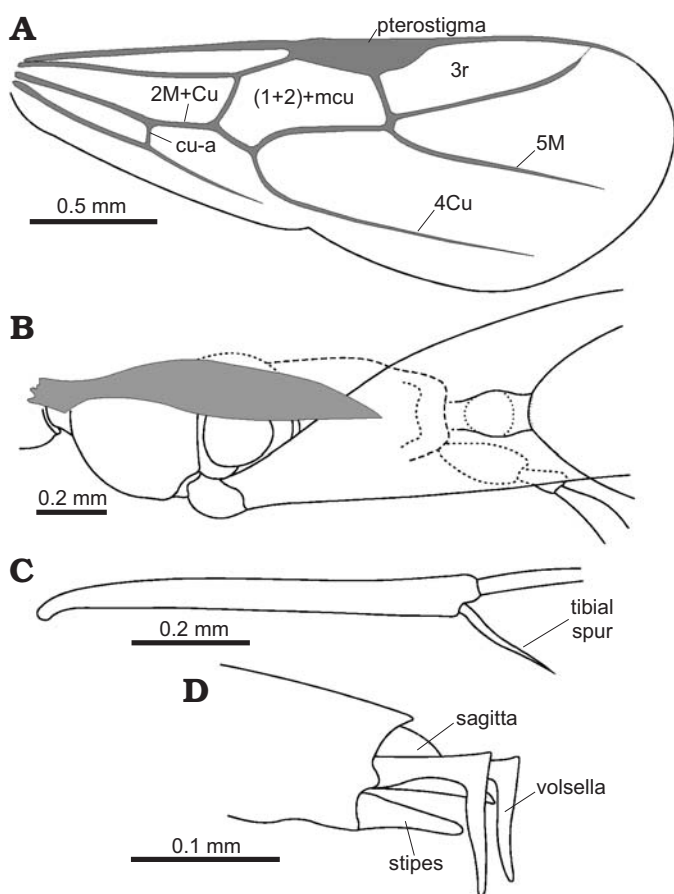 A
pterostigma
3r
2M+Cu
(1+2)+mcu
cu-a
5M
4Cu
0.5 mm
B
0.2 mm
C
0.2 mm
tibial
spur
D
sagitta
volsella
stipes
0.1 mm